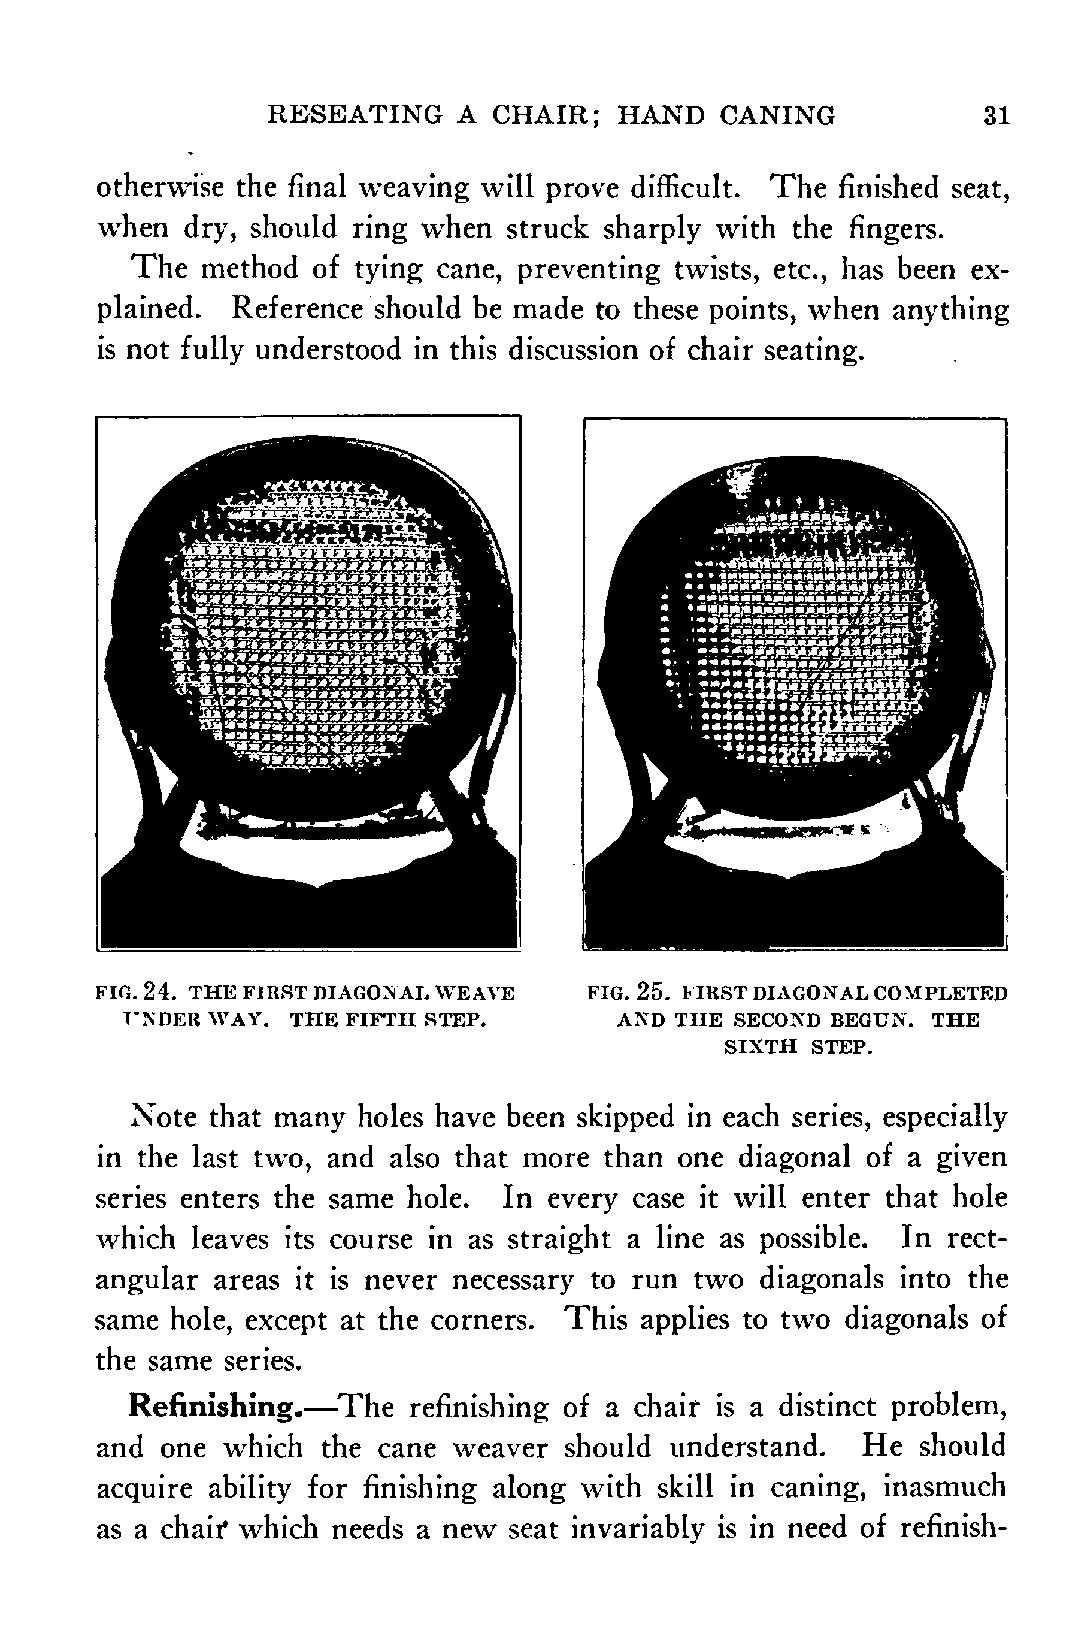 RESEATING A CHAIR; HAND CANING 31
otherwise the final weaving will prove difficult. The finished seat,
when dry, should ring when struck sharply with the fingers.
The method of tying cane, preventing twists, etc., has been ex-
plained. Reference should be made to these points, when anything
is not fully understood in this discussion of chair seating.
FIG. 24. THE FIRST DIAGONAL WEAVE
UNDER WAY. THE FIFTH STEP.
FIG. 25. FIRST DIAGONAL COMPLETED
AND THE SECOND BEGUN. THE
SIXTH STEP.
Note that many holes have been skipped in each series, especially
in the last two, and also that more than one diagonal of a given
series enters the same hole. In every case it will enter that hole
which leaves its course in as straight a line as possible. In rect-
angular areas it is never necessary to run two diagonals into the
same hole, except at the corners. This applies to two diagonals of
the same series.
Refinishing.—The refinishing of a chair is a distinct problem,
and one which the cane weaver should understand. He should
acquire ability for finishing along with skill in caning, inasmuch
as a chair which needs a new seat invariably is in need of refinish-